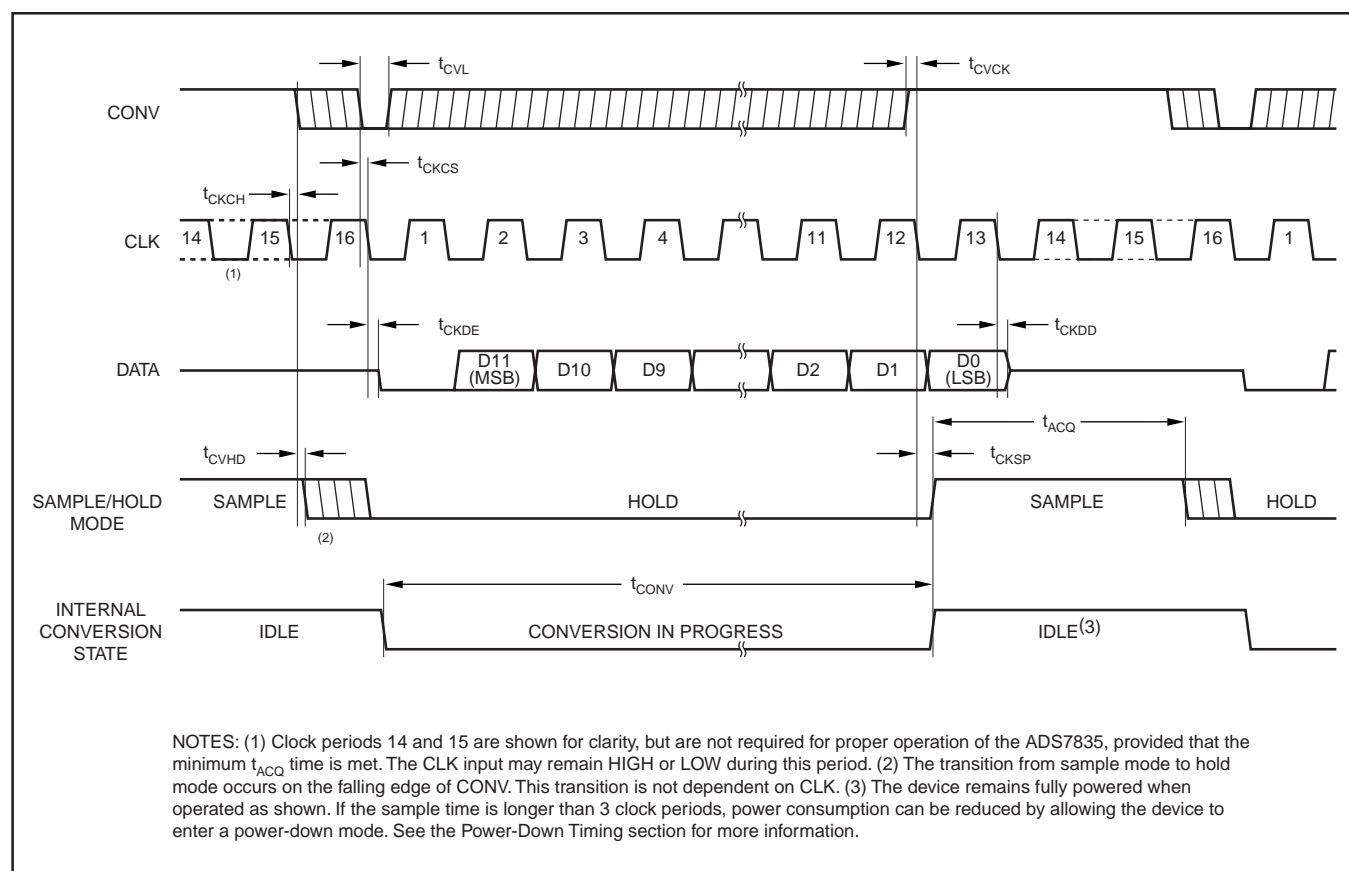 tCVL
tCVCK
CONV
tCKCS
tCKCH
CLK
14 15 16 1 2 3 4 11 12 13 14 15 16 1
(1)
tCKDE
tCKDD
DATA
D11 (MSB) D10 D9 D2 D1 D0 (LSB)
tACQ
tCVHD
tCKSP
SAMPLE/HOLD
MODE
SAMPLE HOLD SAMPLE HOLD
(2)
tCONV
INTERNAL
CONVERSION
STATE
IDLE CONVERSION IN PROGRESS IDLE(3)
NOTES: (1) Clock periods 14 and 15 are shown for clarity, but are not required for proper operation of the ADS7835, provided that the
minimum tACQ time is met. The CLK input may remain HIGH or LOW during this period. (2) The transition from sample mode to hold
mode occurs on the falling edge of CONV. This transition is not dependent on CLK. (3) The device remains fully powered when
operated as shown. If the sample time is longer than 3 clock periods, power consumption can be reduced by allowing the device to
enter a power-down mode. See the Power-Down Timing section for more information.